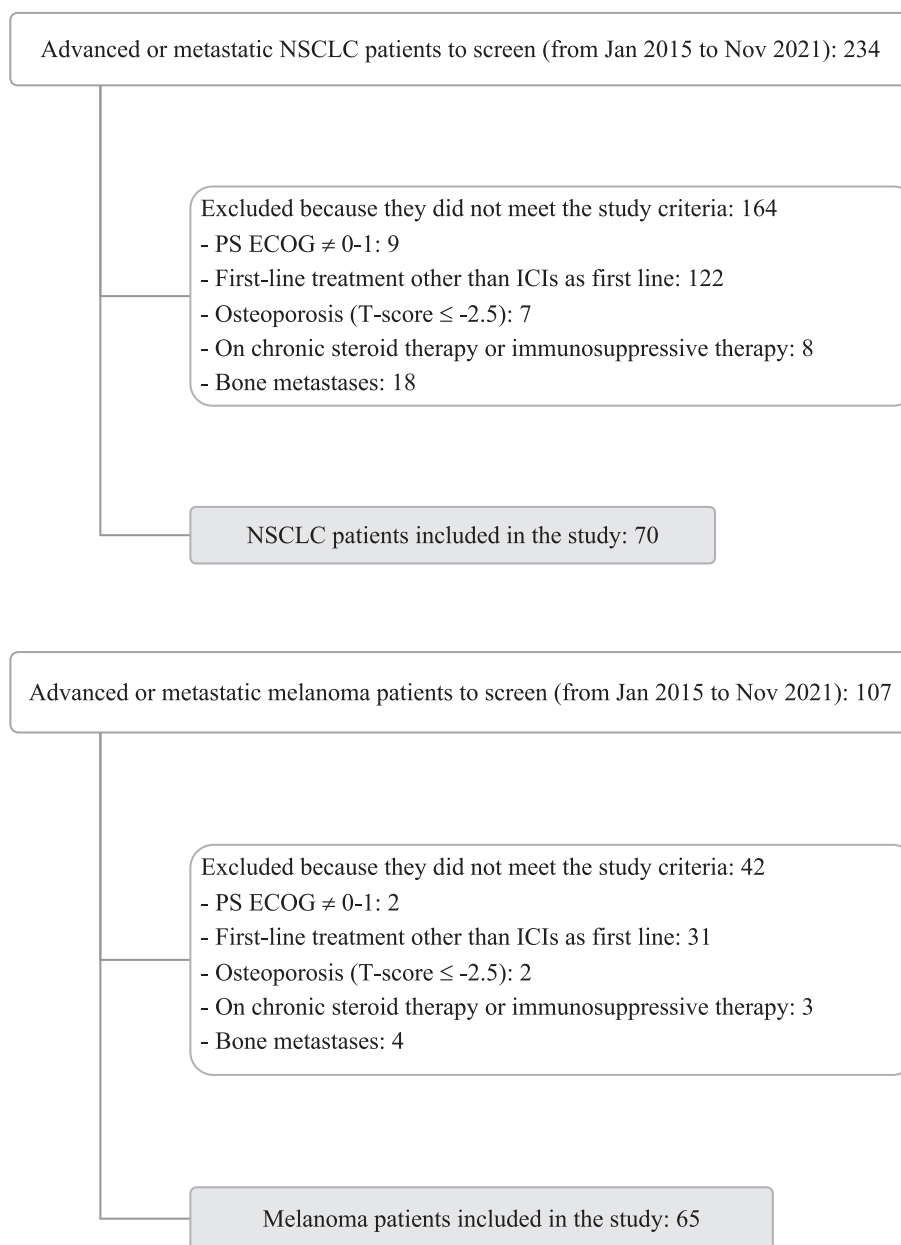 Advanced or metastatic NSCLC patients to screen (from Jan 2015 to Nov 2021): 234
Excluded because they did not meet the study criteria: 164
- PS ECOG ≠ 0-1: 9
- First-line treatment other than ICIs as first line: 122
- Osteoporosis (T-score ≤ -2.5): 7
- On chronic steroid therapy or immunosuppressive therapy: 8
- Bone metastases: 18
NSCLC patients included in the study: 70
Advanced or metastatic melanoma patients to screen (from Jan 2015 to Nov 2021): 107
Excluded because they did not meet the study criteria: 42
- PS ECOG ≠ 0-1: 2
- First-line treatment other than ICIs as first line: 31
- Osteoporosis (T-score ≤ -2.5): 2
- On chronic steroid therapy or immunosuppressive therapy: 3
- Bone metastases: 4
Melanoma patients included in the study: 65